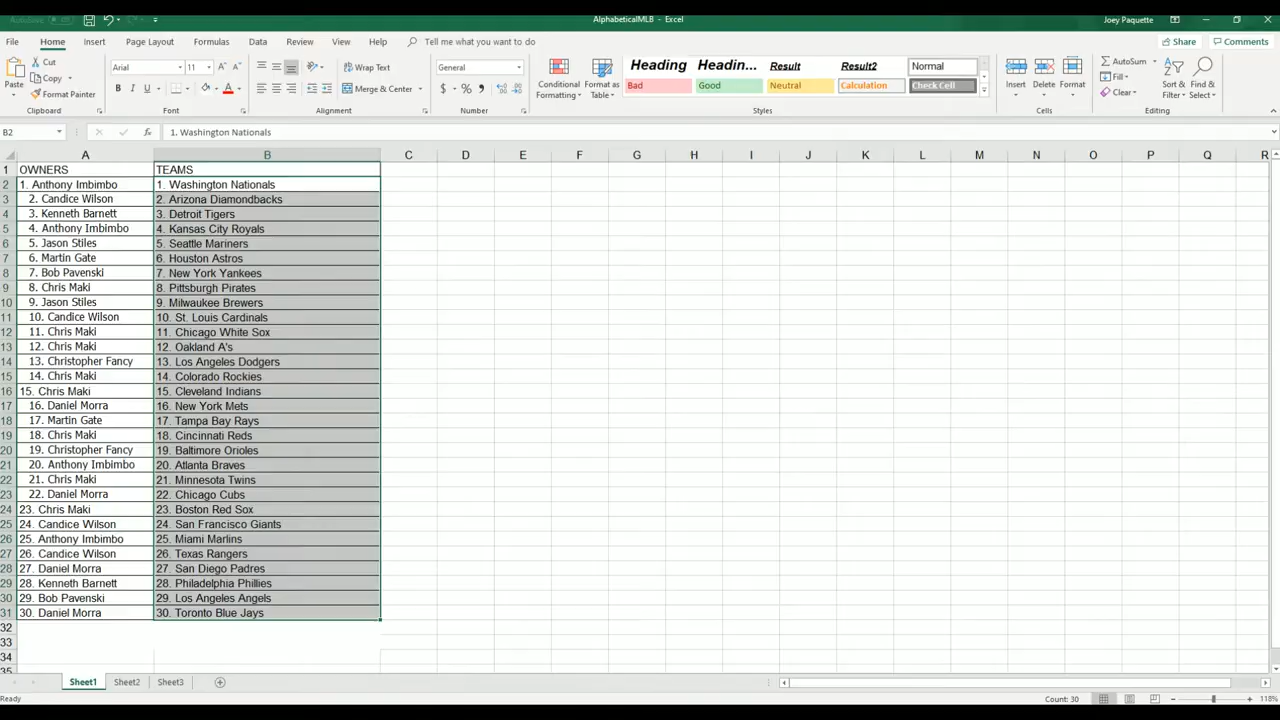 AutoSave
AlphabeticalMLB - Excel
Joey Paquette
File Home Insert Page Layout Formulas Data Review View Help Tell me what you want to do
Share Comments
Paste
Cut
Copy
Format Painter
Clipboard
Arial 11
B I U
Font
Wrap Text
Merge & Center
Alignment
General
$ % ,
Number
Conditional Formatting
Format as Table
Heading Headin... Result Result2 Normal
Bad Good Neutral Calculation Check Cell
Styles
Insert Delete Format
Cells
AutoSum
Fill
Clear
Sort & Filter
Find & Select
Editing
B2 fx 1. Washington Nationals
A B C D E F G H I J K L M N O P Q R
1 OWNERS TEAMS
2 1. Anthony Imbimbo 1. Washington Nationals
3 2. Candice Wilson 2. Arizona Diamondbacks
4 3. Kenneth Barnett 3. Detroit Tigers
5 4. Anthony Imbimbo 4. Kansas City Royals
6 5. Jason Stiles 5. Seattle Mariners
7 6. Martin Gate 6. Houston Astros
8 7. Bob Pavenski 7. New York Yankees
9 8. Chris Maki 8. Pittsburgh Pirates
10 9. Jason Stiles 9. Milwaukee Brewers
11 10. Candice Wilson 10. St. Louis Cardinals
12 11. Chris Maki 11. Chicago White Sox
13 12. Chris Maki 12. Oakland A's
14 13. Christopher Fancy 13. Los Angeles Dodgers
15 14. Chris Maki 14. Colorado Rockies
16 15. Chris Maki 15. Cleveland Indians
17 16. Daniel Morra 16. New York Mets
18 17. Martin Gate 17. Tampa Bay Rays
19 18. Chris Maki 18. Cincinnati Reds
20 19. Christopher Fancy 19. Baltimore Orioles
21 20. Anthony Imbimbo 20. Atlanta Braves
22 21. Chris Maki 21. Minnesota Twins
23 22. Daniel Morra 22. Chicago Cubs
24 23. Chris Maki 23. Boston Red Sox
25 24. Candice Wilson 24. San Francisco Giants
26 25. Anthony Imbimbo 25. Miami Marlins
27 26. Candice Wilson 26. Texas Rangers
28 27. Daniel Morra 27. San Diego Padres
29 28. Kenneth Barnett 28. Philadelphia Phillies
30 29. Bob Pavenski 29. Los Angeles Angels
31 30. Daniel Morra 30. Toronto Blue Jays
32
33
34
35
Sheet1 Sheet2 Sheet3
Ready Count: 30 118%